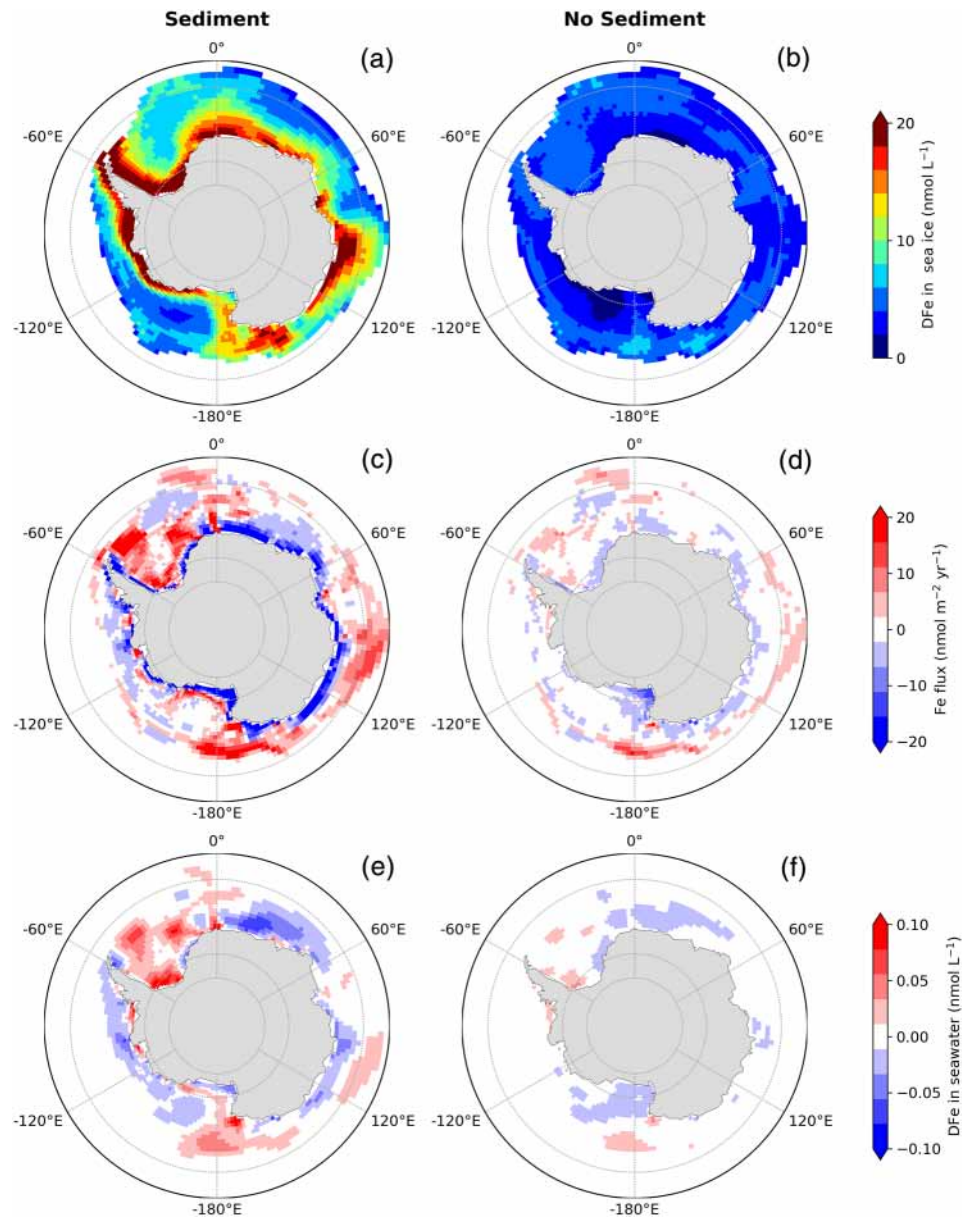 Sediment No Sediment
0° 0°
(a) (b)
-60°E 60°E -60°E 60°E
-120°E 120°E -120°E 120°E
-180°E -180°E
20
10
0
DFe in sea ice (nmol L⁻¹)
0° 0°
(c) (d)
-60°E 60°E -60°E 60°E
-120°E 120°E -120°E 120°E
-180°E -180°E
20
10
0
−10
−20
Fe flux (nmol m⁻² yr⁻¹)
0° 0°
(e) (f)
-60°E 60°E -60°E 60°E
-120°E 120°E -120°E 120°E
-180°E -180°E
0.10
0.05
0.00
−0.05
−0.10
DFe in seawater (nmol L⁻¹)